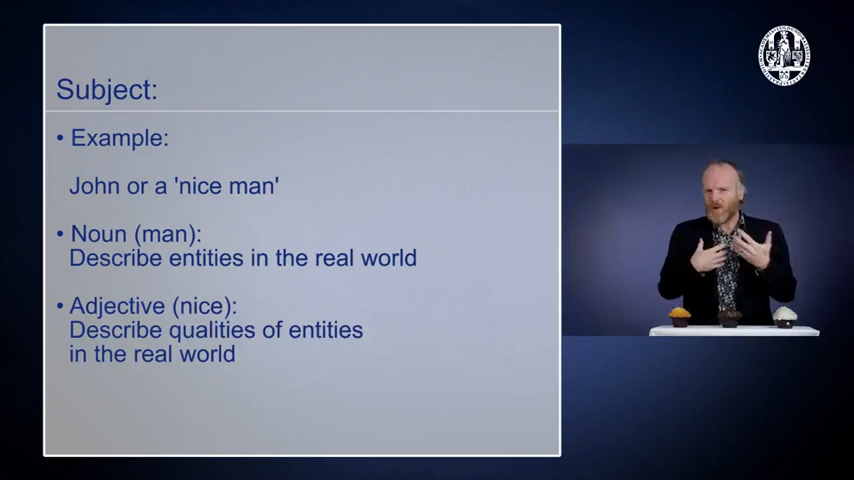 Subject:
• Example:
John or a 'nice man'
• Noun (man):
Describe entities in the real world
• Adjective (nice):
Describe qualities of entities
in the real world